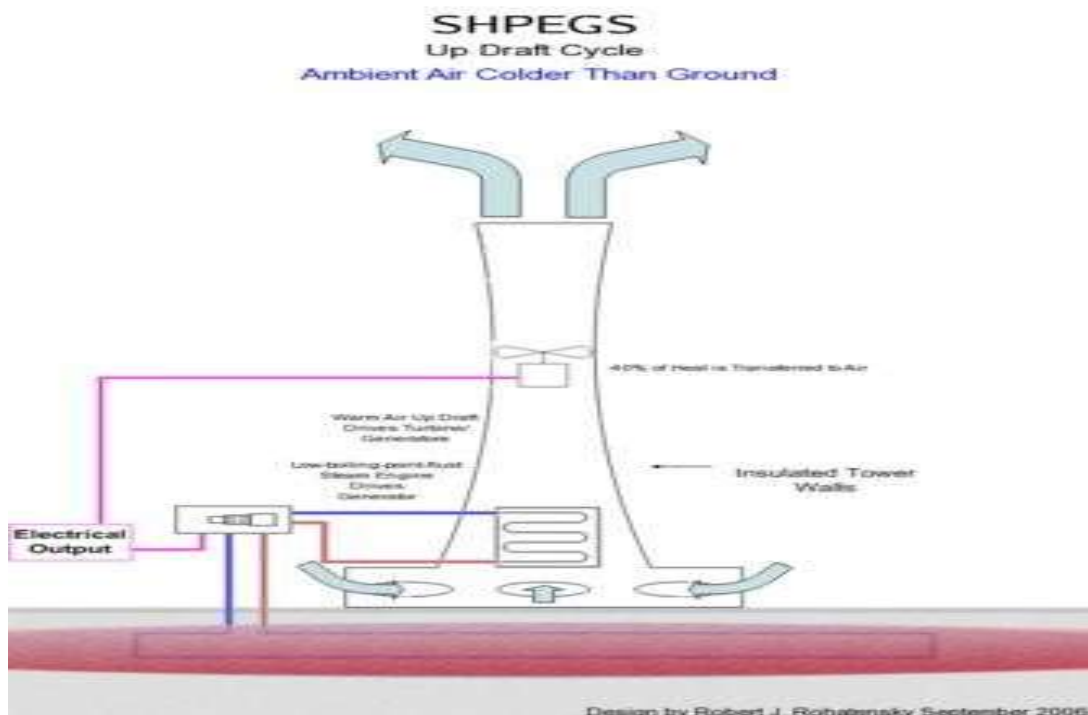 SHPEGS
Up Draft Cycle
Ambient Air Colder Than Ground
40% of Heat is Transferred to Air
Warm Air Up Draft
Drives Turbine/
Generators
Low-boiling-point-fluid
Steam Engine
Drives
Generator
Insulated Tower
Walls
Electrical
Output
Design by Robert J. Rohatensky September 2006